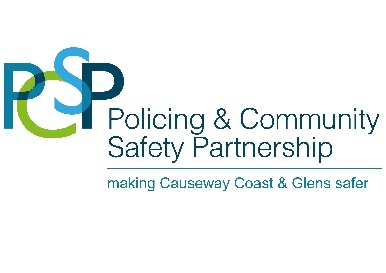 PCSP
Policing & Community
Safety Partnership
making Causeway Coast & Glens safer